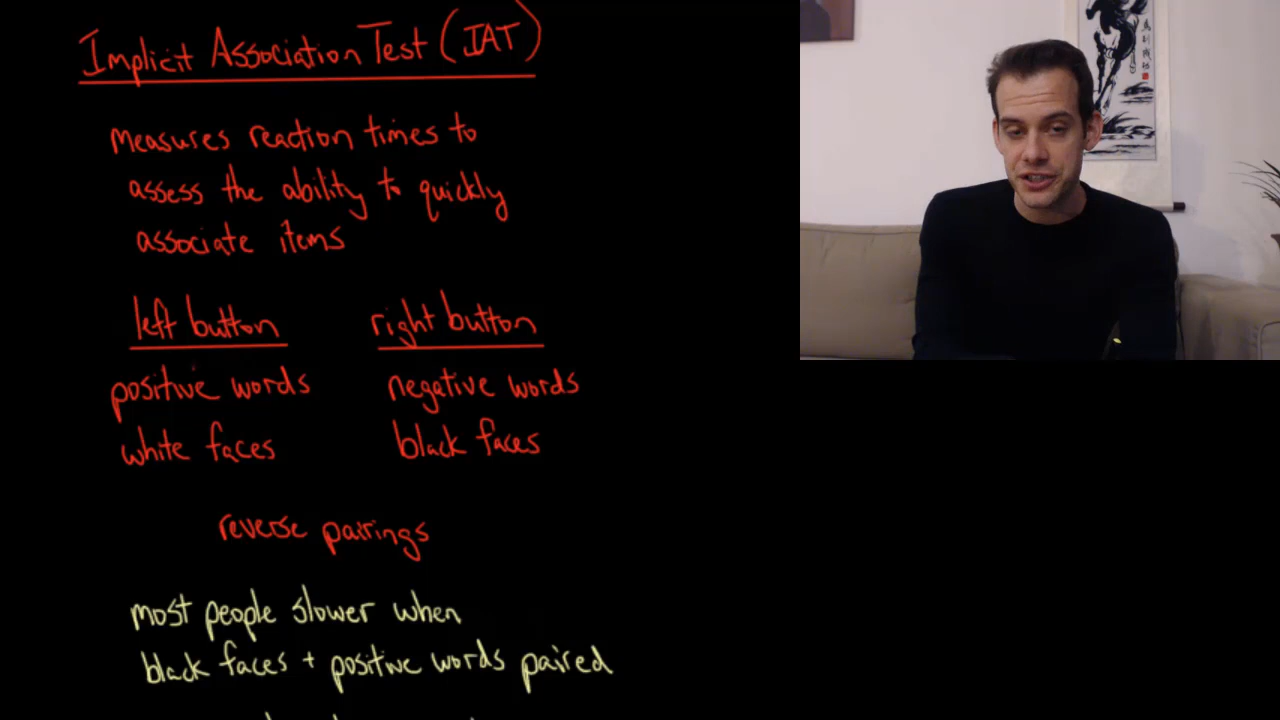 Implicit Association Test (IAT)
measures reaction times to
assess the ability to quickly
associate items
left button right button
positive words negative words
white faces black faces
reverse pairings
most people slower when
black faces + positive words paired